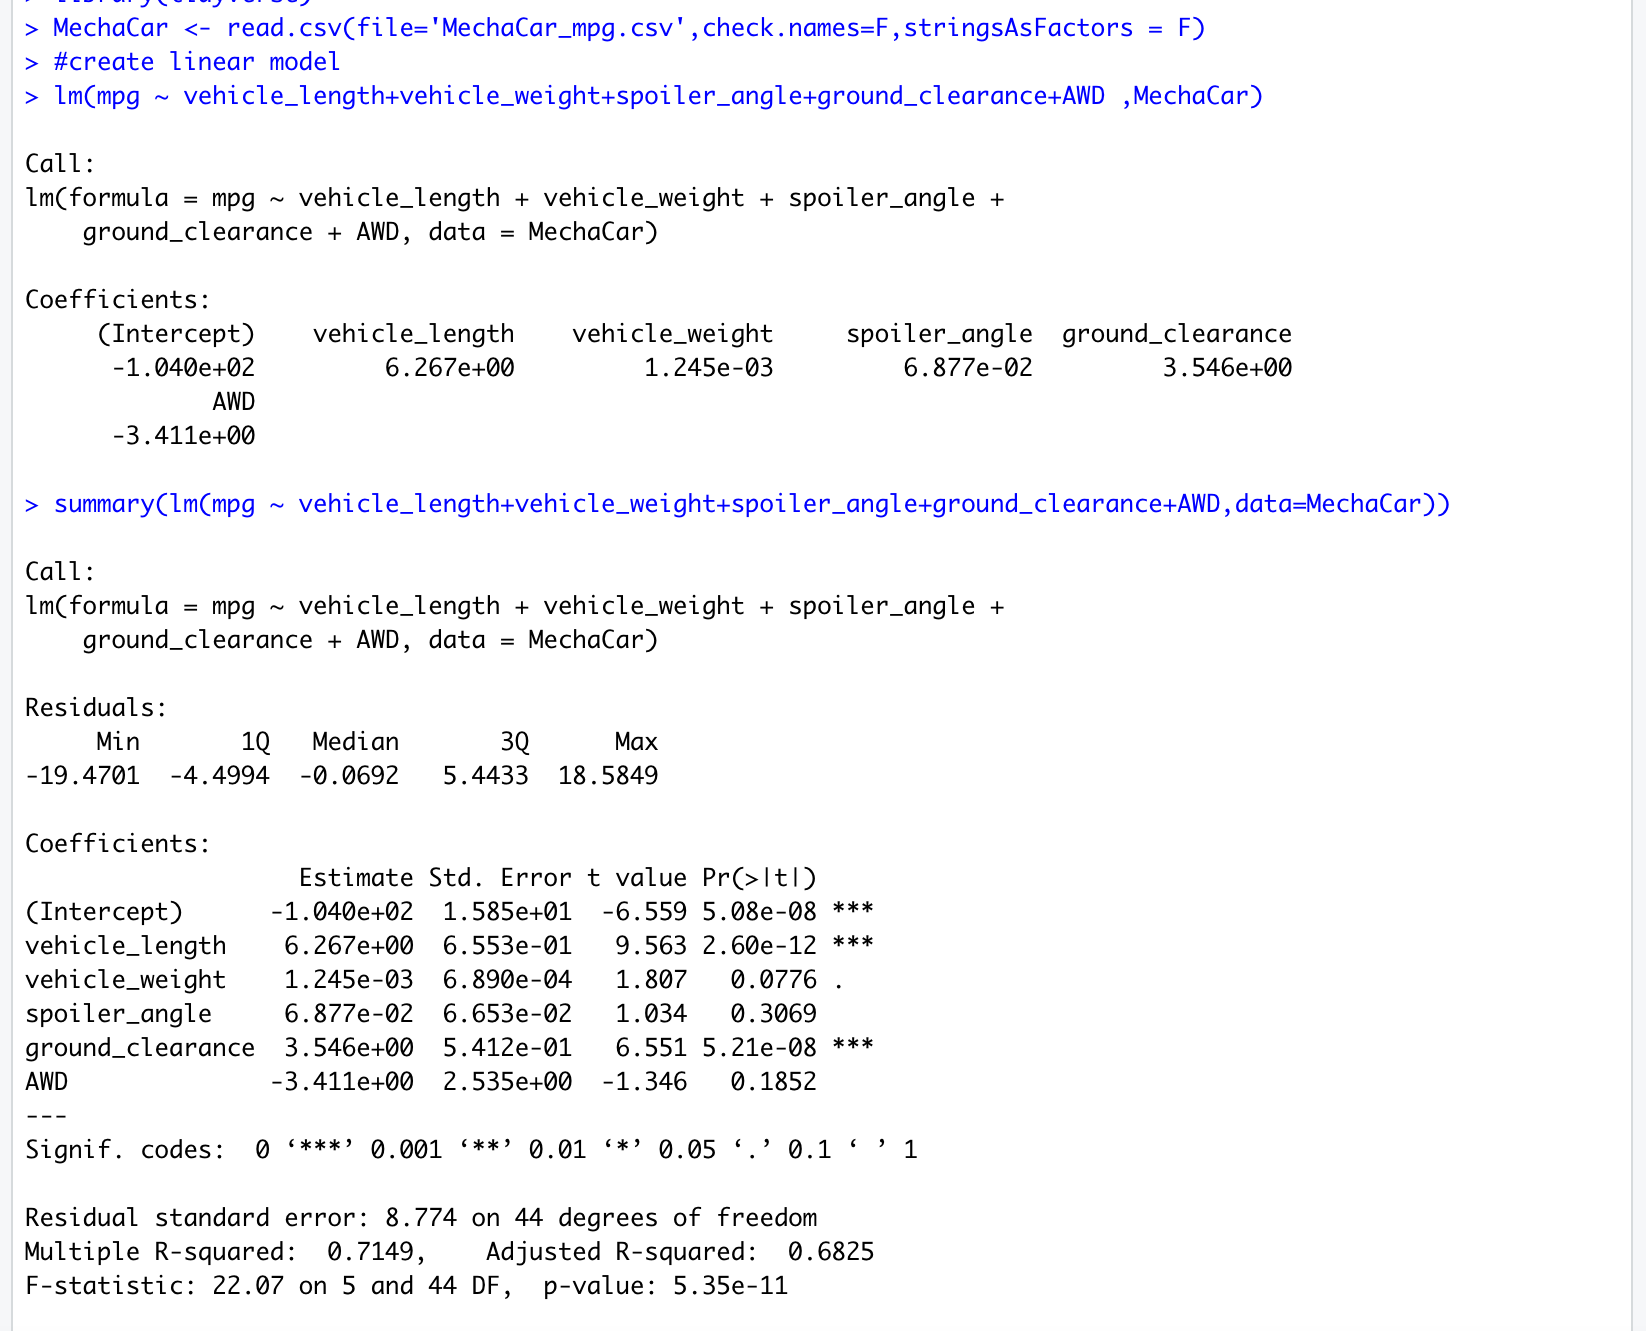 > MechaCar <- read.csv(file='MechaCar_mpg.csv',check.names=F,stringsAsFactors = F)
> #create linear model
> lm(mpg ~ vehicle_length+vehicle_weight+spoiler_angle+ground_clearance+AWD ,MechaCar)
Call:
lm(formula = mpg ~ vehicle_length + vehicle_weight + spoiler_angle +
    ground_clearance + AWD, data = MechaCar)
Coefficients:
     (Intercept)    vehicle_length    vehicle_weight     spoiler_angle  ground_clearance
      -1.040e+02         6.267e+00         1.245e-03         6.877e-02         3.546e+00
             AWD
      -3.411e+00
> summary(lm(mpg ~ vehicle_length+vehicle_weight+spoiler_angle+ground_clearance+AWD,data=MechaCar))
Call:
lm(formula = mpg ~ vehicle_length + vehicle_weight + spoiler_angle +
    ground_clearance + AWD, data = MechaCar)
Residuals:
     Min       1Q   Median       3Q      Max
-19.4701  -4.4994  -0.0692   5.4433  18.5849
Coefficients:
                   Estimate Std. Error t value Pr(>|t|)
(Intercept)      -1.040e+02  1.585e+01  -6.559 5.08e-08 ***
vehicle_length    6.267e+00  6.553e-01   9.563 2.60e-12 ***
vehicle_weight    1.245e-03  6.890e-04   1.807   0.0776 .
spoiler_angle     6.877e-02  6.653e-02   1.034   0.3069
ground_clearance  3.546e+00  5.412e-01   6.551 5.21e-08 ***
AWD              -3.411e+00  2.535e+00  -1.346   0.1852
---
Signif. codes:  0 ‘***’ 0.001 ‘**’ 0.01 ‘*’ 0.05 ‘.’ 0.1 ‘ ’ 1
Residual standard error: 8.774 on 44 degrees of freedom
Multiple R-squared:  0.7149,    Adjusted R-squared:  0.6825
F-statistic: 22.07 on 5 and 44 DF,  p-value: 5.35e-11